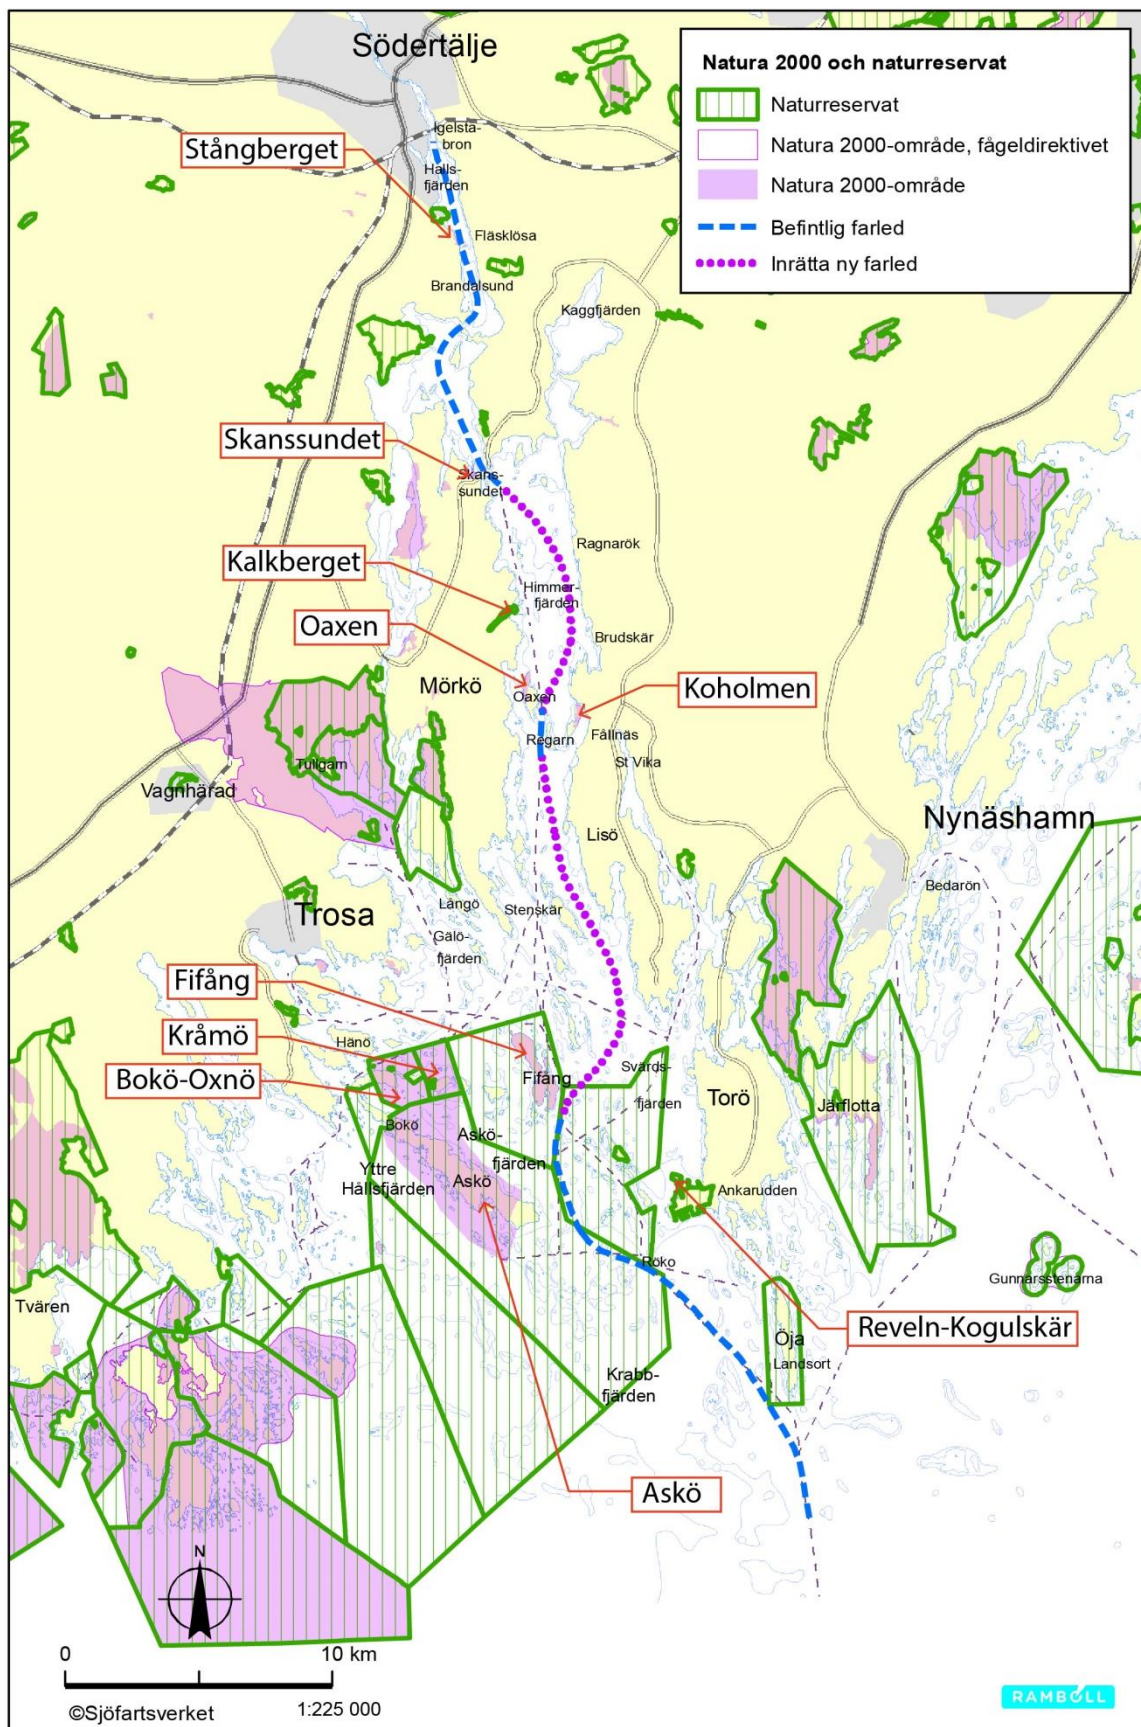 Södertälje
Natura 2000 och naturreservat
Naturreservat
Natura 2000-område, fågeldirektivet
Natura 2000-område
Befintlig farled
Inrätta ny farled
Igelsta-
bron
Stångberget
Halls-
fjärden
Fläsklösa
Brandalsund
Kaggfjärden
Skanssundet
Skans-
sundet
Ragnarök
Kalkberget
Himmer-
fjärden
Oaxen
Brudskär
Mörkö
Oaxen
Koholmen
Regarn
Fållnäs
St Vika
Tullgarn
Vagnhärad
Nynäshamn
Lisö
Bedarön
Trosa
Långö
Stenskär
Gälö-
fjärden
Fifång
Kråmö
Hänö
Bokö-Oxnö
Fifång
Svärds-
fjärden
Torö
Järflotta
Bokö
Askö-
fjärden
Yttre
Hållsfjärden
Askö
Ankarudden
Röko
Gunnarsstenarna
Tvären
Reveln-Kogulskär
Öja
Landsort
Krabb-
fjärden
Askö
N
0 10 km
©Sjöfartsverket 1:225 000
RAMBOLL